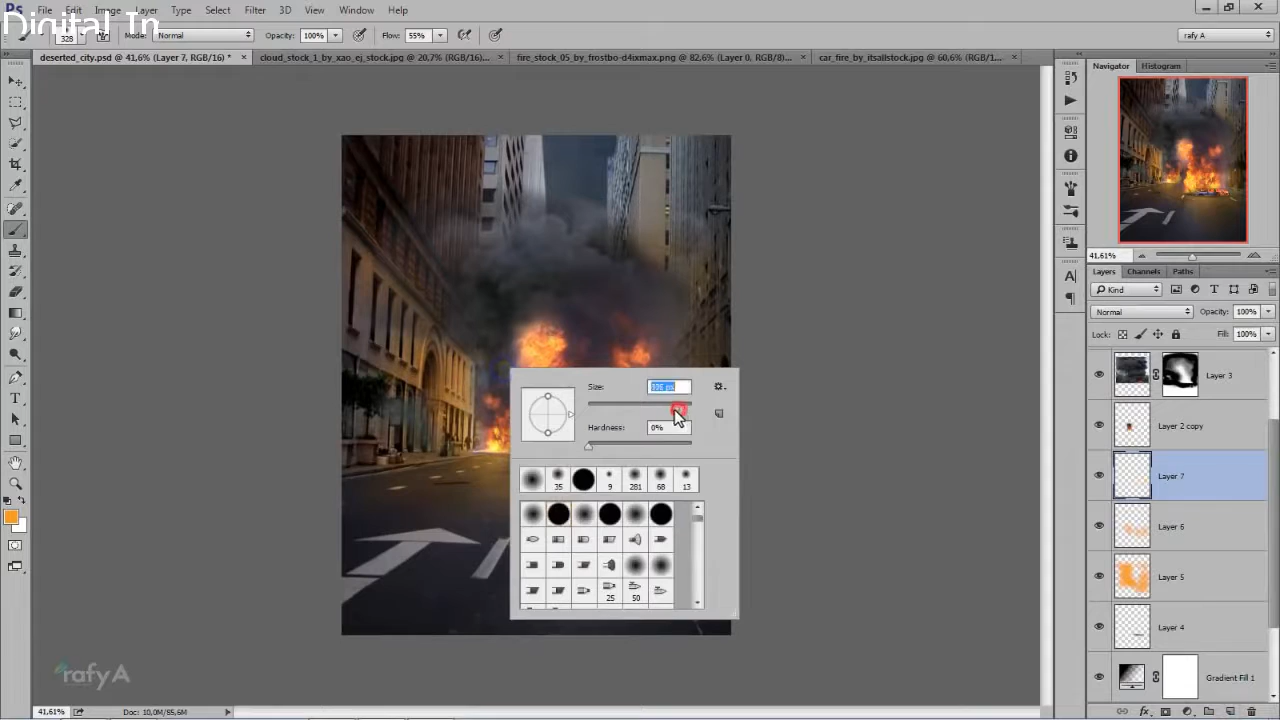 Ps File Edit Image Layer Type Select Filter 3D View Window Help
Digital In
328 Mode: Normal Opacity: 100% Flow: 55% rafy A
deserted_city.psd @ 41,6% (Layer 7, RGB/16) * × cloud_stock_1_by_xao_ej_stock.jpg @ 20,7% (RGB/16)... × fire_stock_05_by_frostbo-d4ixmax.png @ 82,6% (Layer 0, RGB/8)... × car_fire_by_itsallstock.jpg @ 60,6% (RGB/1... ×
Navigator Histogram
41,61%
Layers Channels Paths
Kind
Normal Opacity: 100%
Lock: Fill: 100%
Layer 3
Layer 2 copy
Layer 7
Layer 6
Layer 5
Layer 4
Gradient Fill 1
Size:
Hardness: 0%
35 9 281 68 13
25 50
rafy A
41,61% Doc: 10,0M/85,6M